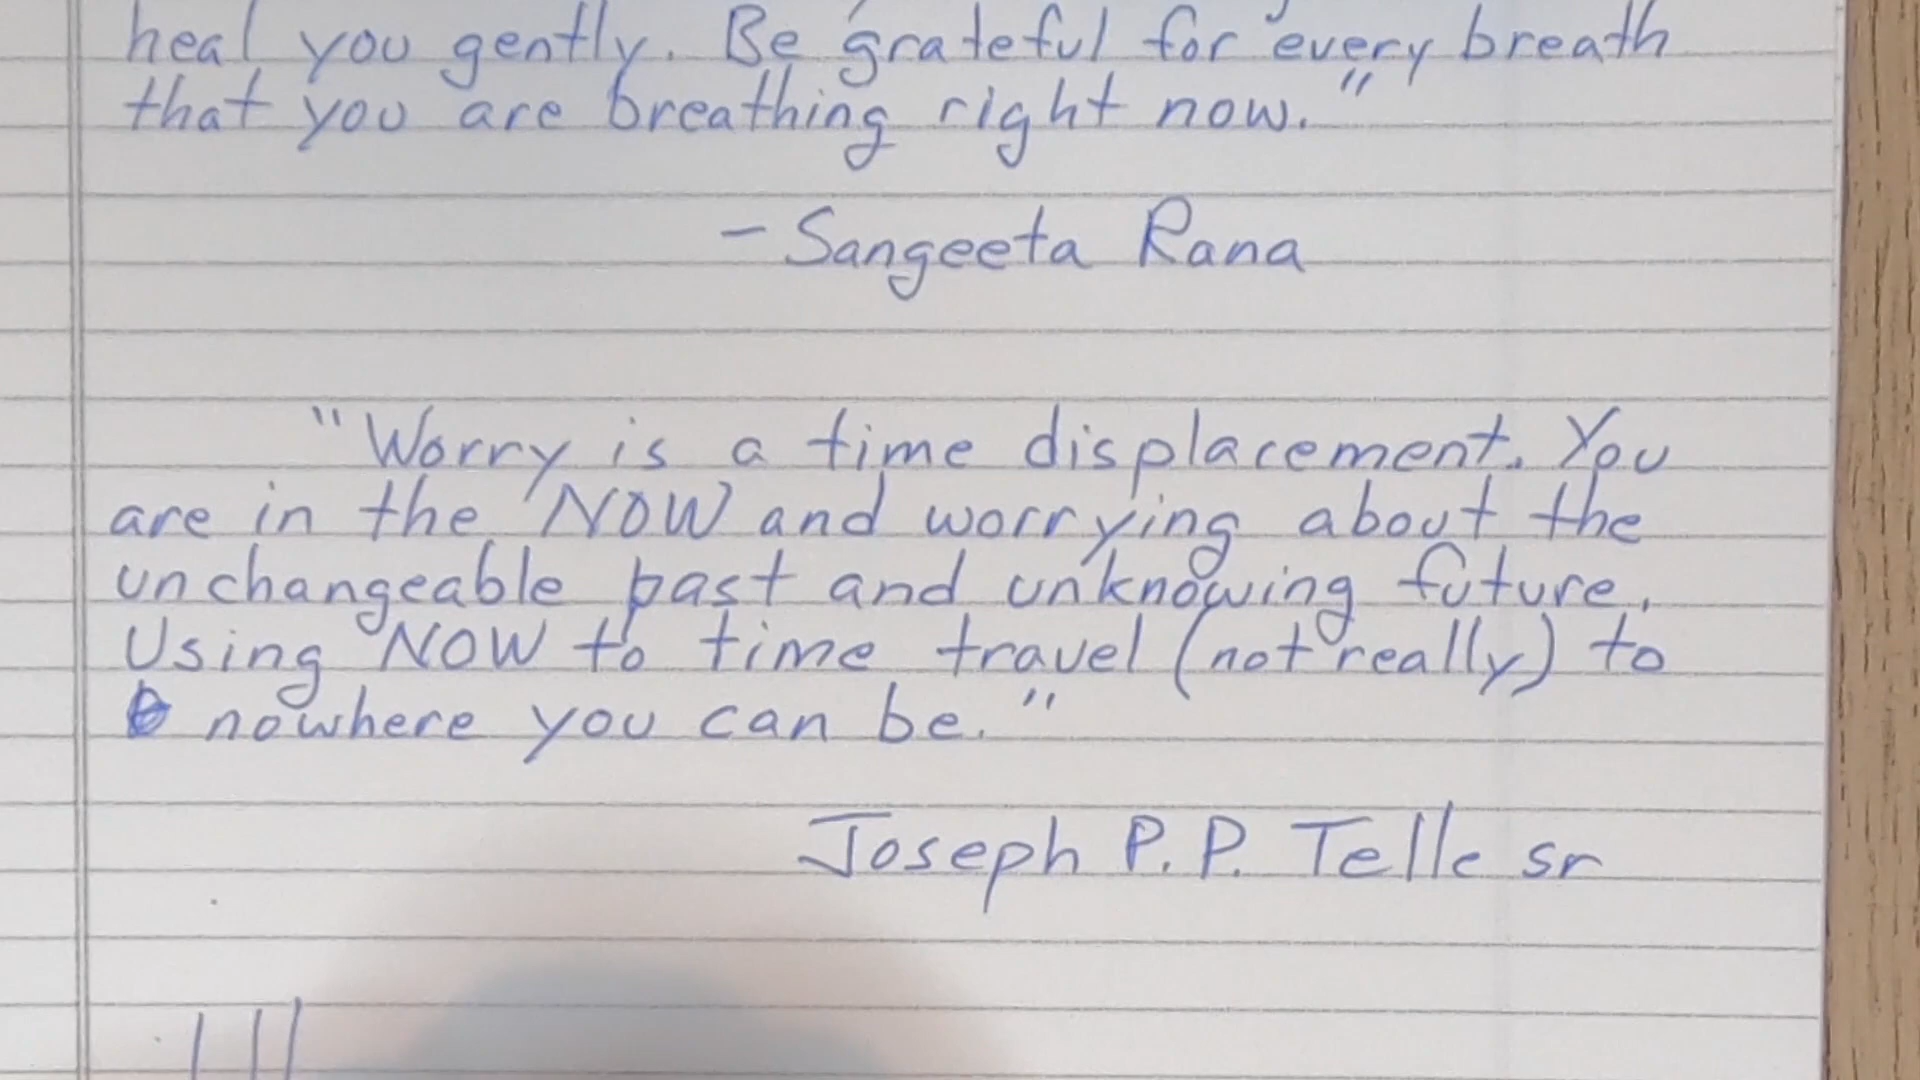 heal you gently. Be grateful for every breath
that you are breathing right now."
- Sangeeta Rana
"Worry is a time displacement. You
are in the NOW and worrying about the
unchangeable past and unknowing future.
Using NOW to time travel (not really) to
nowhere you can be."
Joseph P.P. Telle sr